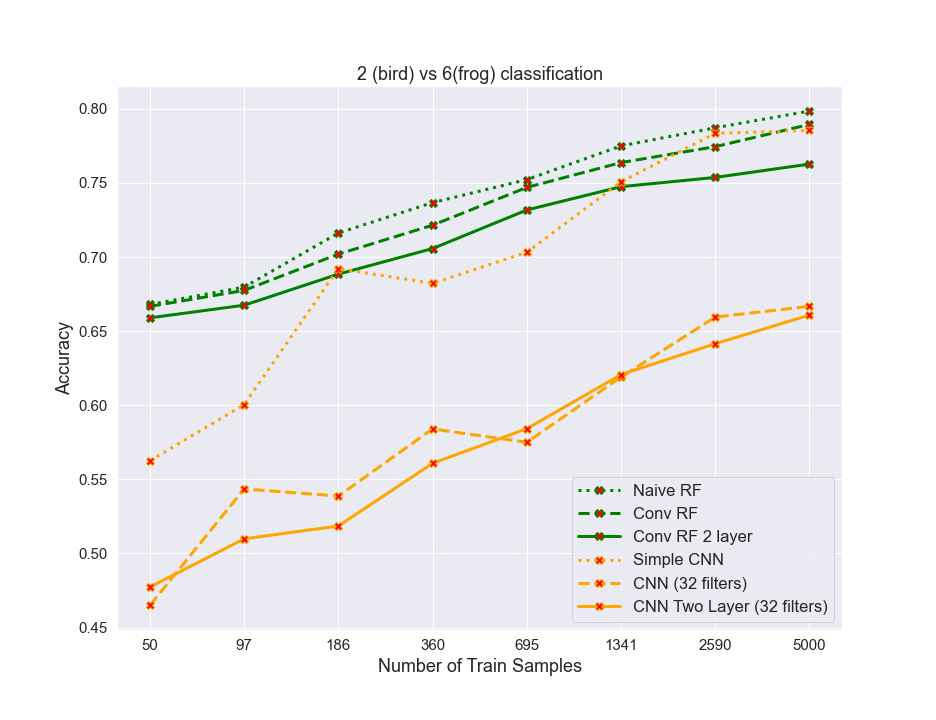 2 (bird) vs 6(frog) classification
0.80
0.75
0.70
0.65
0.60
0.55
0.50
0.45
Accuracy
50 97 186 360 695 1341 2590 5000
Number of Train Samples
Naive RF
Conv RF
Conv RF 2 layer
Simple CNN
CNN (32 filters)
CNN Two Layer (32 filters)